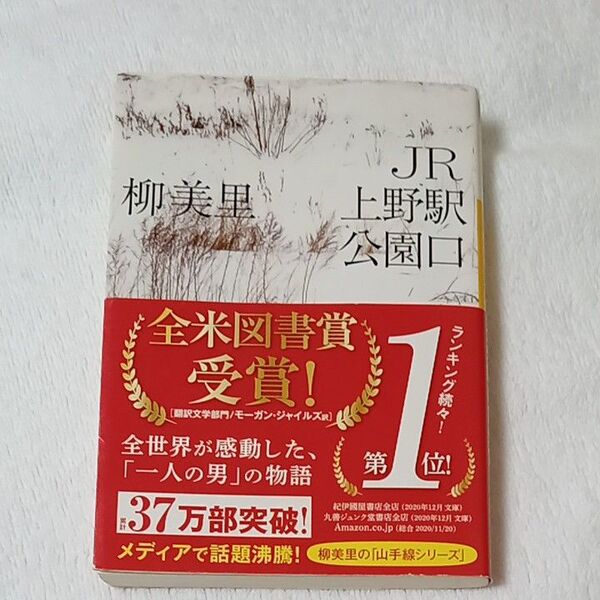 JR
上野駅
公園口
柳美里
全米図書賞
受賞!
[翻訳文学部門/モーガン・ジャイルズ訳]
全世界が感動した、
「一人の男」の物語
累計37万部突破!
メディアで話題沸騰!
ランキング続々!
第1位!
紀伊國屋書店全店(2020年12月 文庫)
丸善ジュンク堂書店全店(2020年12月 文庫)
Amazon.co.jp(総合 2020/11/20)
柳美里の「山手線シリーズ」